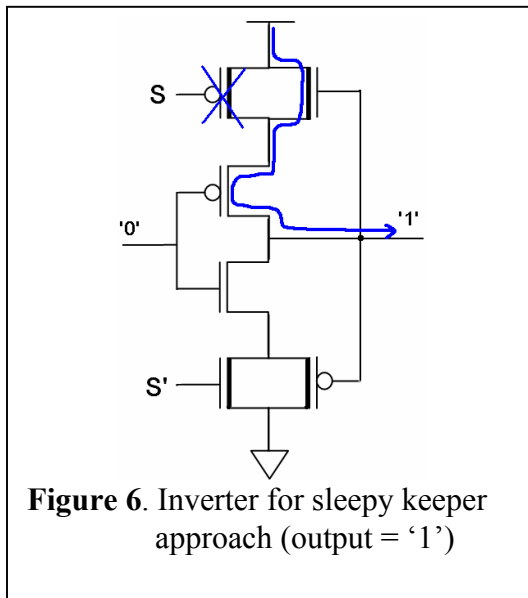 S
'0'
'1'
S'
Figure 6. Inverter for sleepy keeper
approach (output = ‘1’)